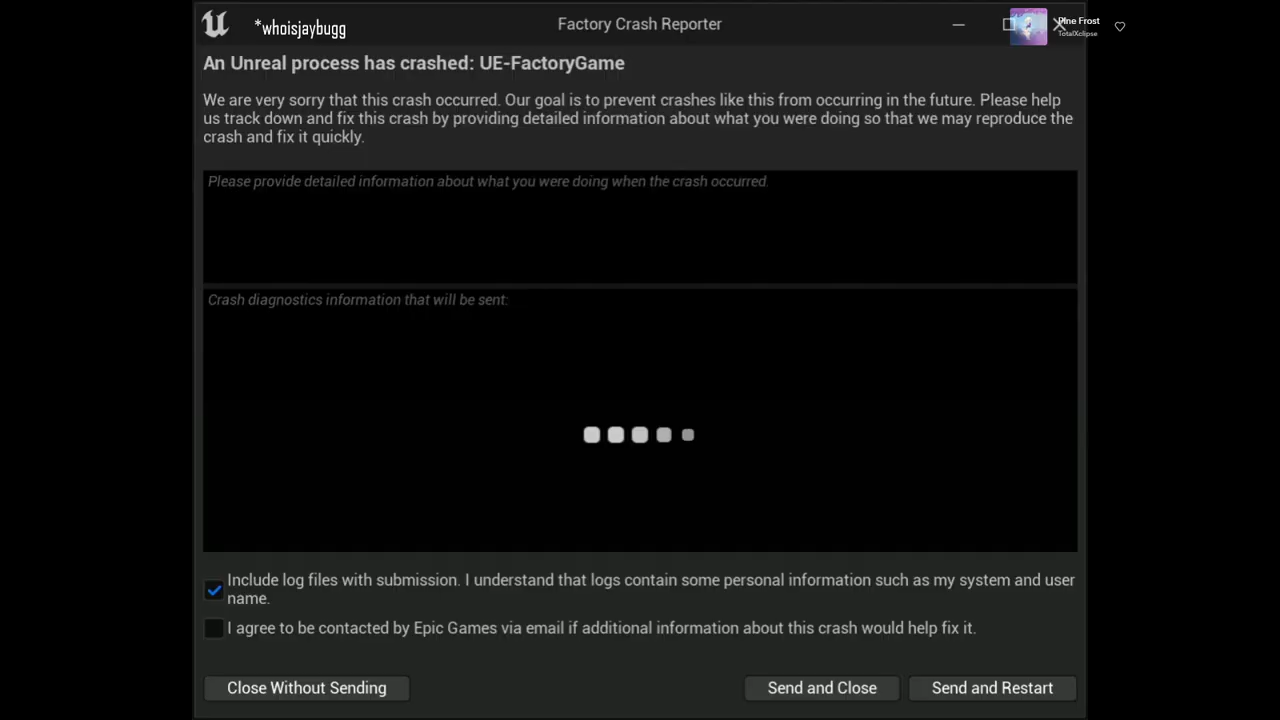 *whoisjaybugg
Factory Crash Reporter
Pine Frost
TotalXclipse
An Unreal process has crashed: UE-FactoryGame
We are very sorry that this crash occurred. Our goal is to prevent crashes like this from occurring in the future. Please help
us track down and fix this crash by providing detailed information about what you were doing so that we may reproduce the
crash and fix it quickly.
Please provide detailed information about what you were doing when the crash occurred.
Crash diagnostics information that will be sent:
Include log files with submission. I understand that logs contain some personal information such as my system and user
name.
I agree to be contacted by Epic Games via email if additional information about this crash would help fix it.
Close Without Sending
Send and Close
Send and Restart